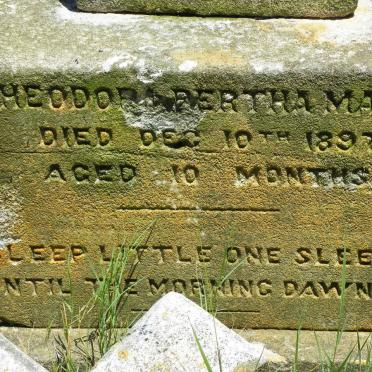 HEODORA BERTHA MA
DIED DEC 10TH 1897
AGED 10 MONTHS
LEEP LITTLE ONE SLEE
NTIL THE MORNING DAWN